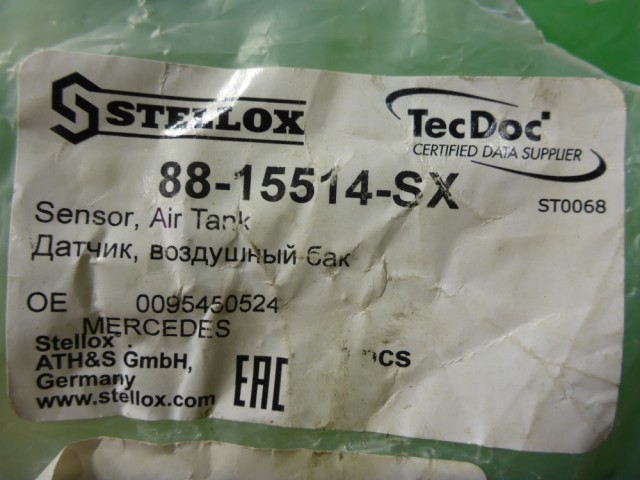 STELLOX
TecDoc
CERTIFIED DATA SUPPLIER
88-15514-SX
ST0068
Sensor, Air Tank
Датчик, воздушный бак
OE 0095450524
MERCEDES
Stellox
ATH&S GmbH,
Germany
www.stellox.com
EAC